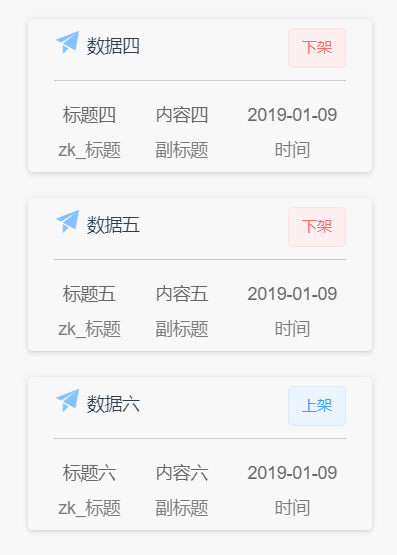 数据四 下架
标题四 内容四 2019-01-09
zk_标题 副标题 时间
数据五 下架
标题五 内容五 2019-01-09
zk_标题 副标题 时间
数据六 上架
标题六 内容六 2019-01-09
zk_标题 副标题 时间